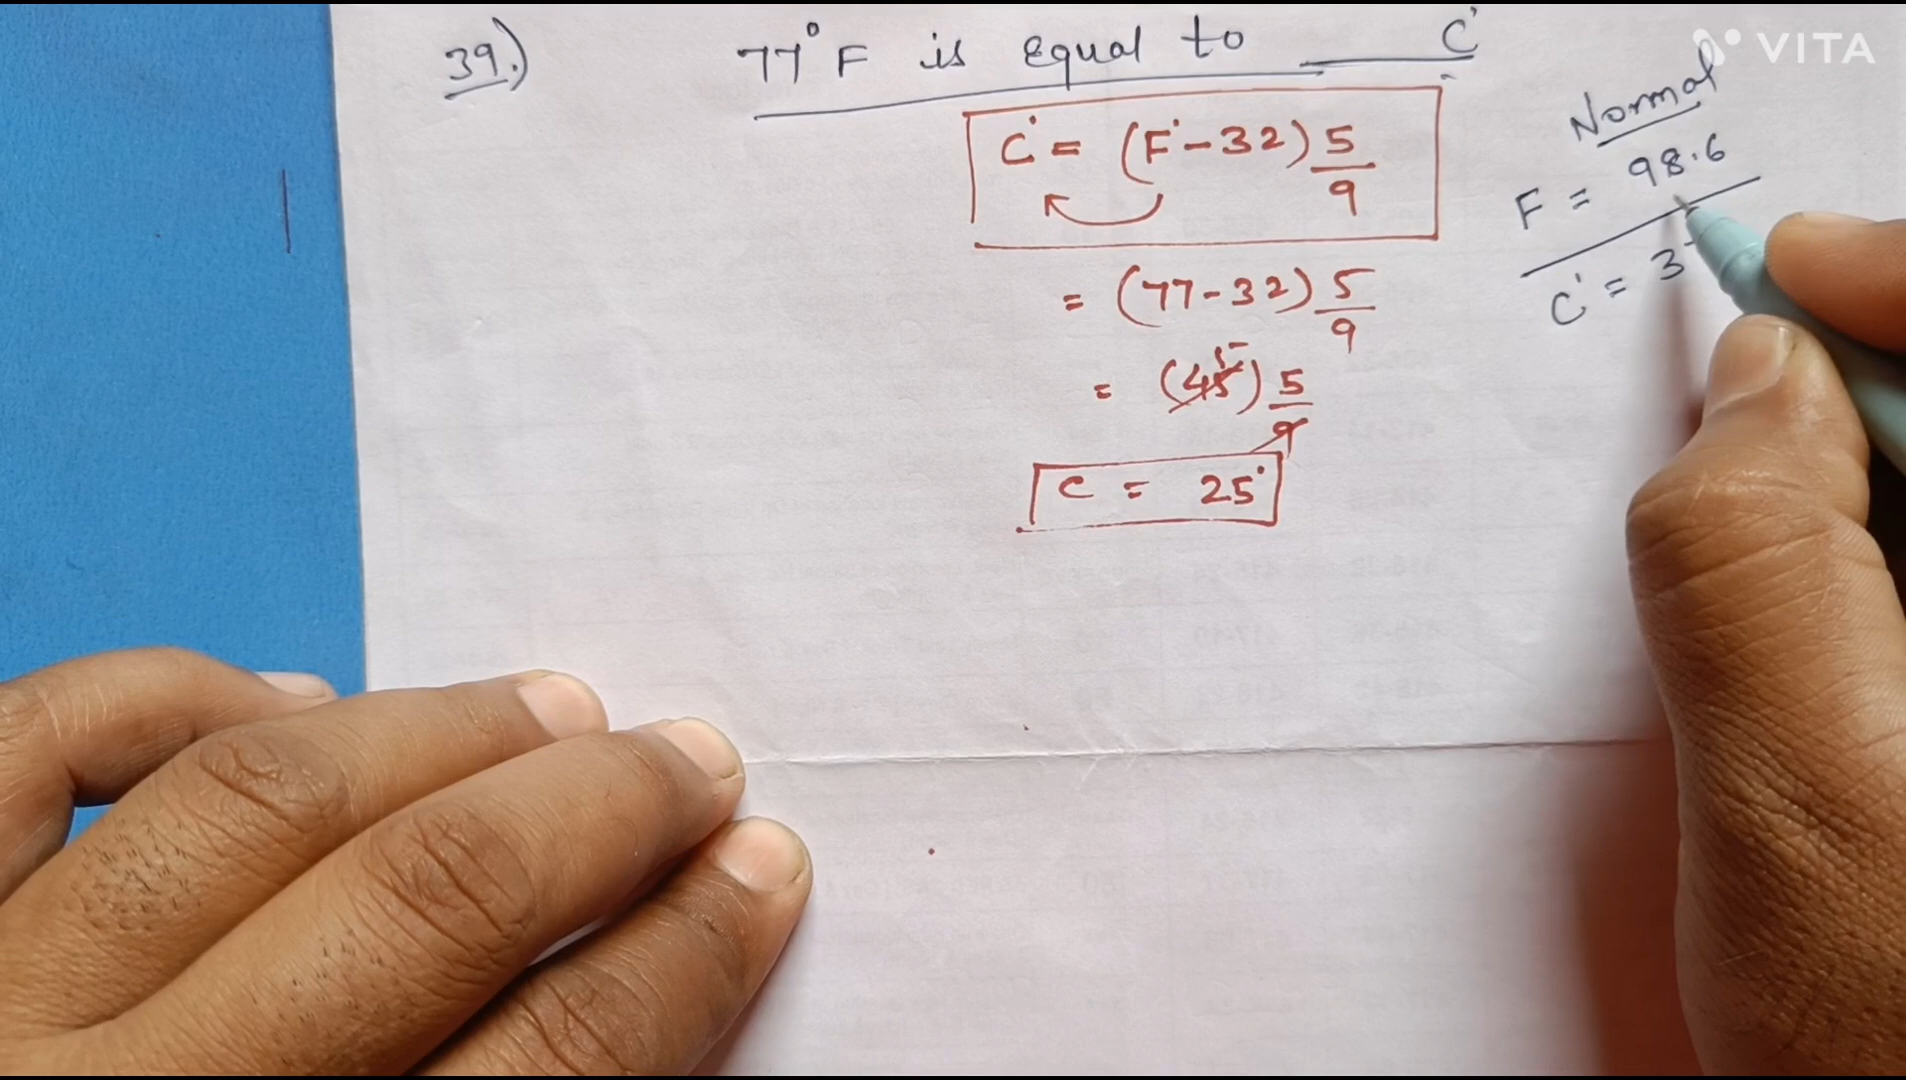 39.) 77° F is equal to ___ C°
C° = (F° - 32) 5/9
= (77 - 32) 5/9
= (45) 5 5/9
C = 25°
VITA
Normal
F = 98.6
C° = 3